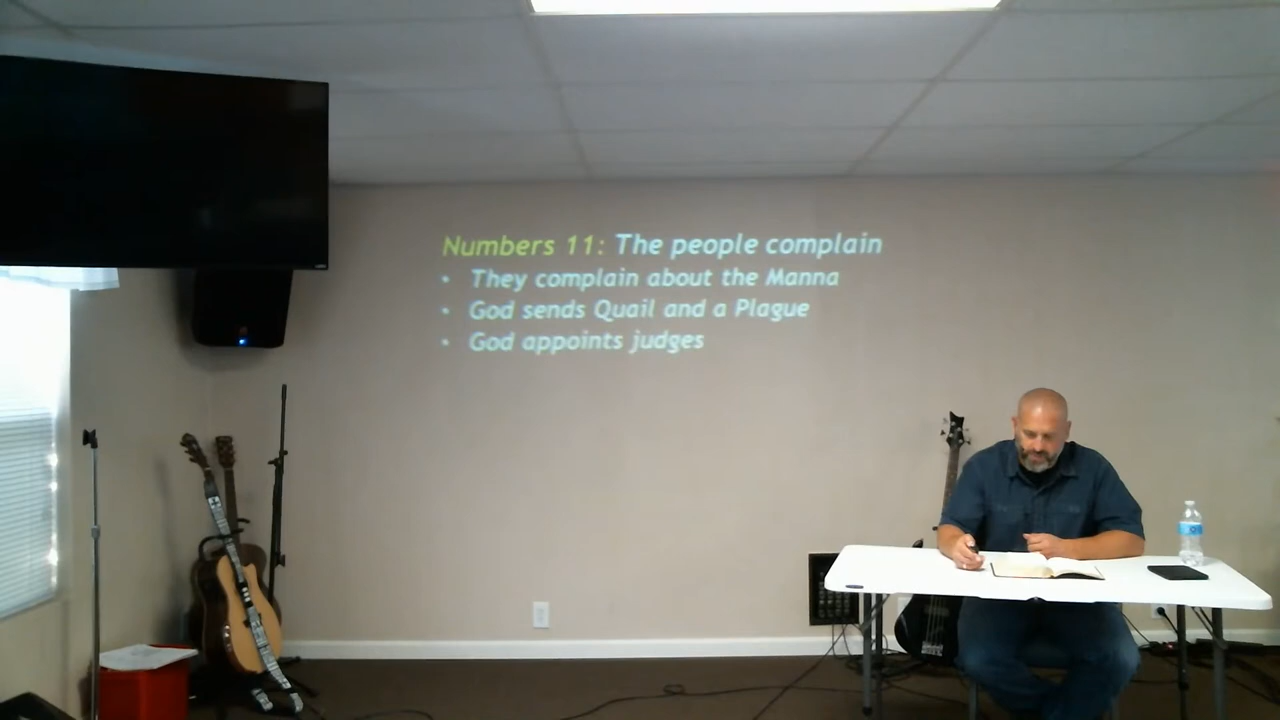 Numbers 11: The people complain
• They complain about the Manna
• God sends Quail and a Plague
• God appoints judges